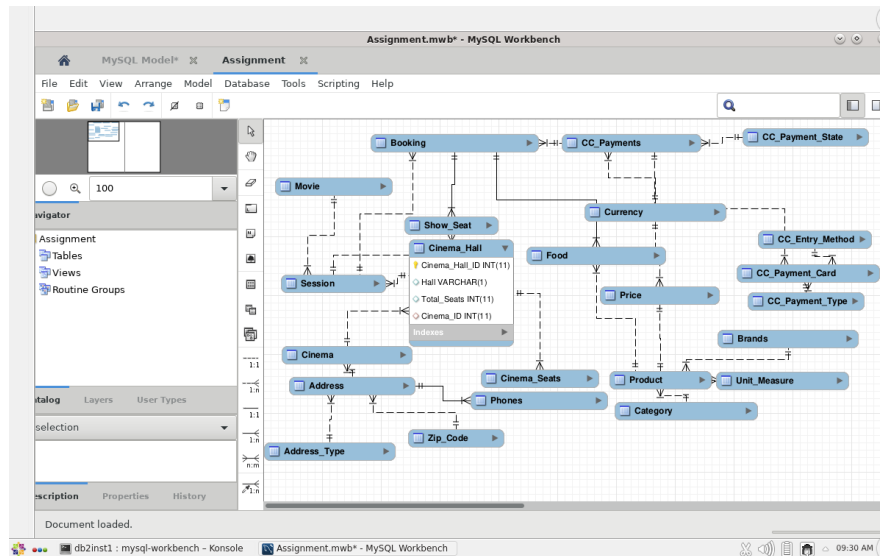 Assignment.mwb* - MySQL Workbench
MySQL Model*
Assignment
File Edit View Arrange Model Database Tools Scripting Help
100
avigator
Assignment
Tables
Views
Routine Groups
atalog Layers User Types
selection
escription Properties History
Document loaded.
1:1
1:n
1:1
1:n
n:m
1:n
Booking
CC_Payments
CC_Payment_State
Movie
Currency
Show_Seat
CC_Entry_Method
Cinema_Hall
Cinema_Hall_ID INT(11)
Hall VARCHAR(1)
Total_Seats INT(11)
Cinema_ID INT(11)
Indexes
Food
CC_Payment_Card
Session
Price
CC_Payment_Type
Brands
Cinema
Cinema_Seats
Product
Unit_Measure
Address
Phones
Category
Zip_Code
Address_Type
db2inst1 : mysql-workbench – Konsole
Assignment.mwb* - MySQL Workbench
09:30 AM